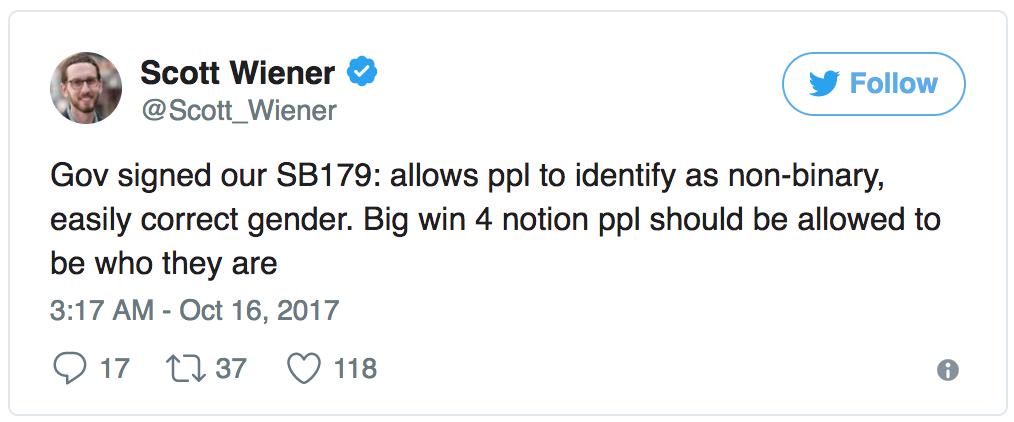 Scott Wiener
@Scott_Wiener
Follow
Gov signed our SB179: allows ppl to identify as non-binary,
easily correct gender. Big win 4 notion ppl should be allowed to
be who they are
3:17 AM - Oct 16, 2017
17 37 118